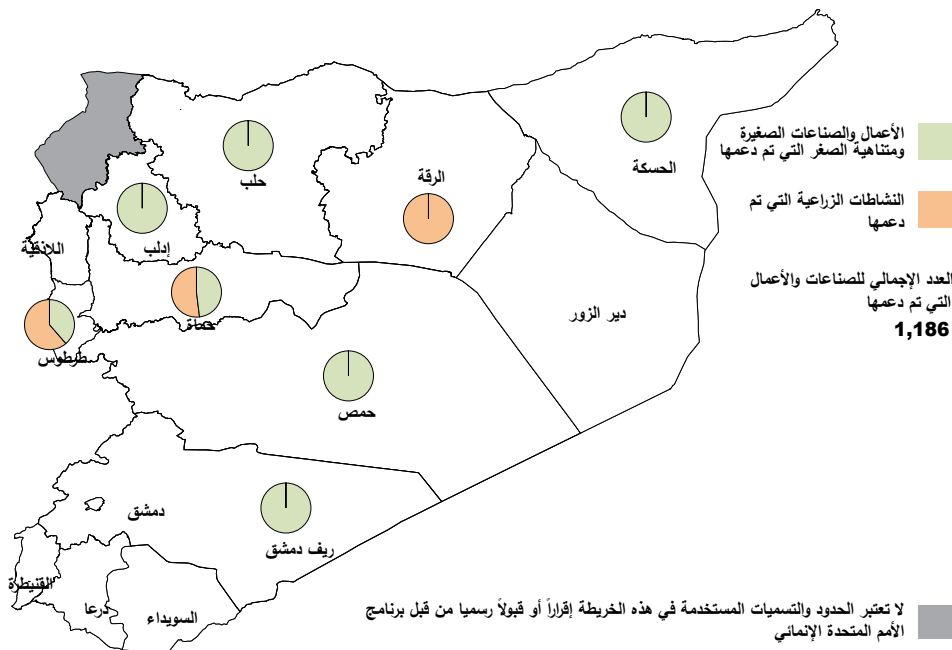 الأعمال والصناعات الصغيرة
ومتناهية الصغر التي تم دعمها
النشاطات الزراعية التي تم
دعمها
العدد الإجمالي للصناعات والأعمال
التي تم دعمها
1,186
الحسكة
حلب
الرقة
إدلب
اللاذقية
حماة
طرطوس
دير الزور
حمص
دمشق
ريف دمشق
القنيطرة
درعا
السويداء
لا تعتبر الحدود والتسميات المستخدمة في هذه الخريطة إقراراً أو قبولاً رسميا من قبل برنامج
الأمم المتحدة الإنمائي